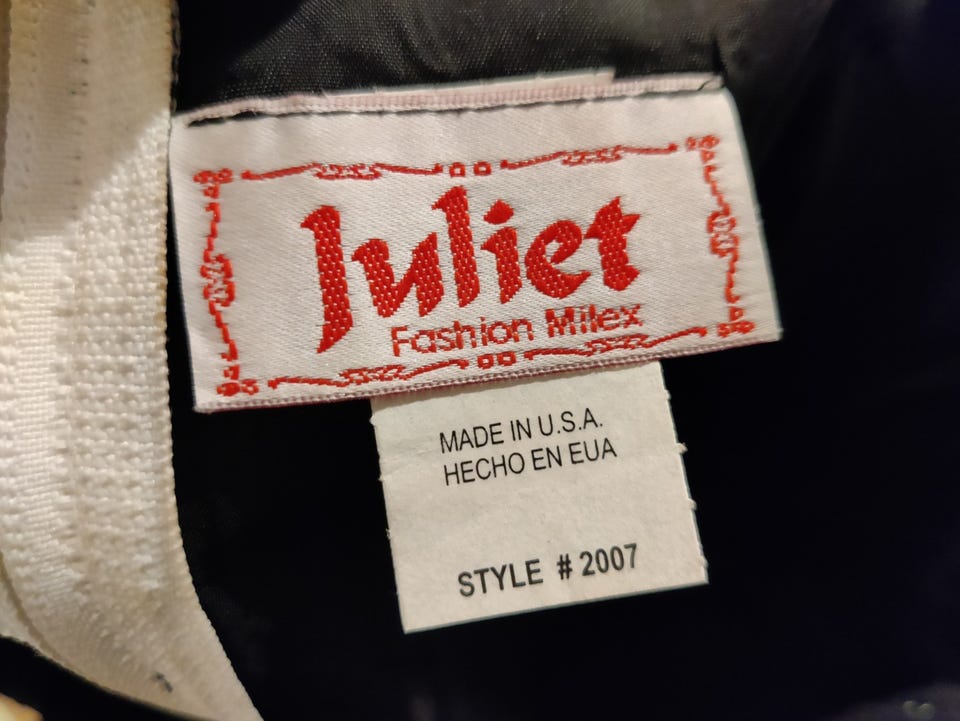 Juliet
Fashion Milex
MADE IN U.S.A.
HECHO EN EUA
STYLE # 2007